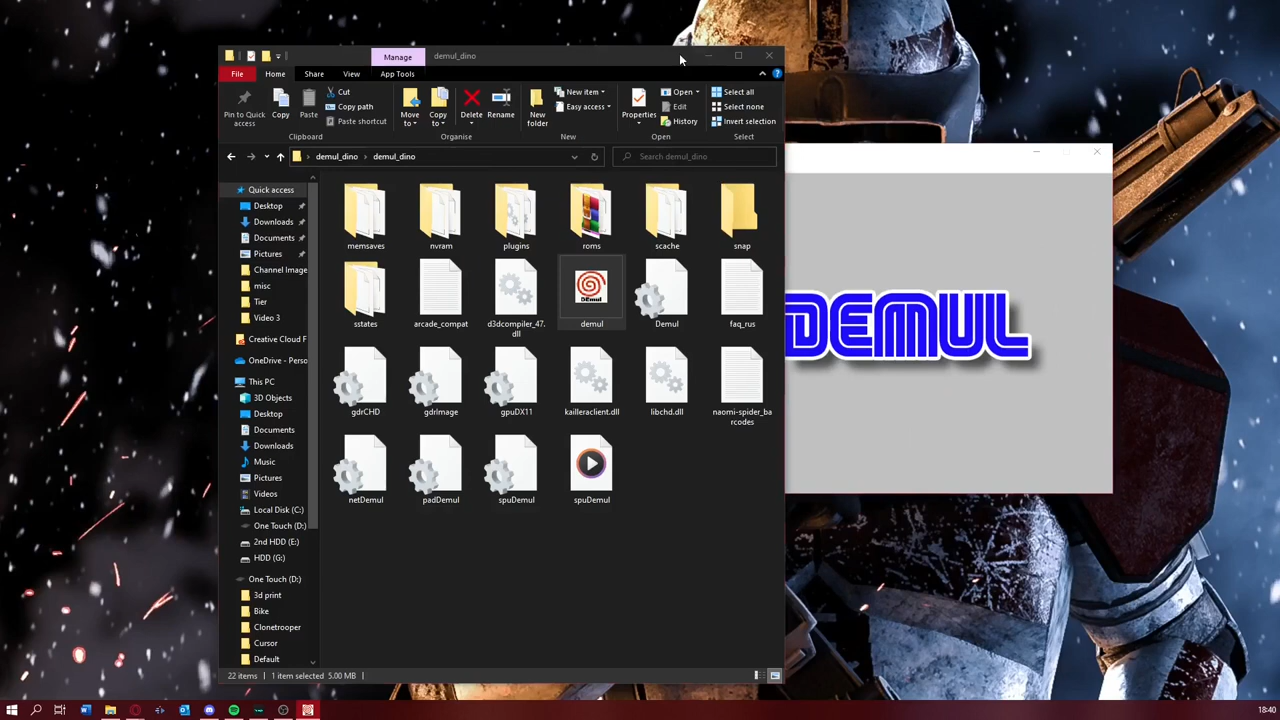 Manage
demul_dino
File
Home
Share
View
App Tools
Pin to Quick
access
Copy
Paste
Cut
Copy path
Paste shortcut
Clipboard
Move
to
Copy
to
Delete
Rename
Organise
New
folder
New item
Easy access
New
Properties
Open
Edit
History
Open
Select all
Select none
Invert selection
Select
demul_dino
demul_dino
Search demul_dino
Quick access
Desktop
Downloads
Documents
Pictures
Channel Image
misc
Tier
Video 3
Creative Cloud F
OneDrive - Perso
This PC
3D Objects
Desktop
Documents
Downloads
Music
Pictures
Videos
Local Disk (C:)
One Touch (D:)
2nd HDD (E:)
HDD (G:)
One Touch (D:)
3d print
Bike
Clonetrooper
Cursor
Default
memsaves
nvram
plugins
roms
scache
snap
sstates
arcade_compat
d3dcompiler_47.
dll
DEmul
demul
Demul
faq_rus
gdrCHD
gdrImage
gpuDX11
kailleraclient.dll
libchd.dll
naomi-spider_ba
rcodes
netDemul
padDemul
spuDemul
spuDemul
22 items
1 item selected 5.00 MB
DEMUL
18:40